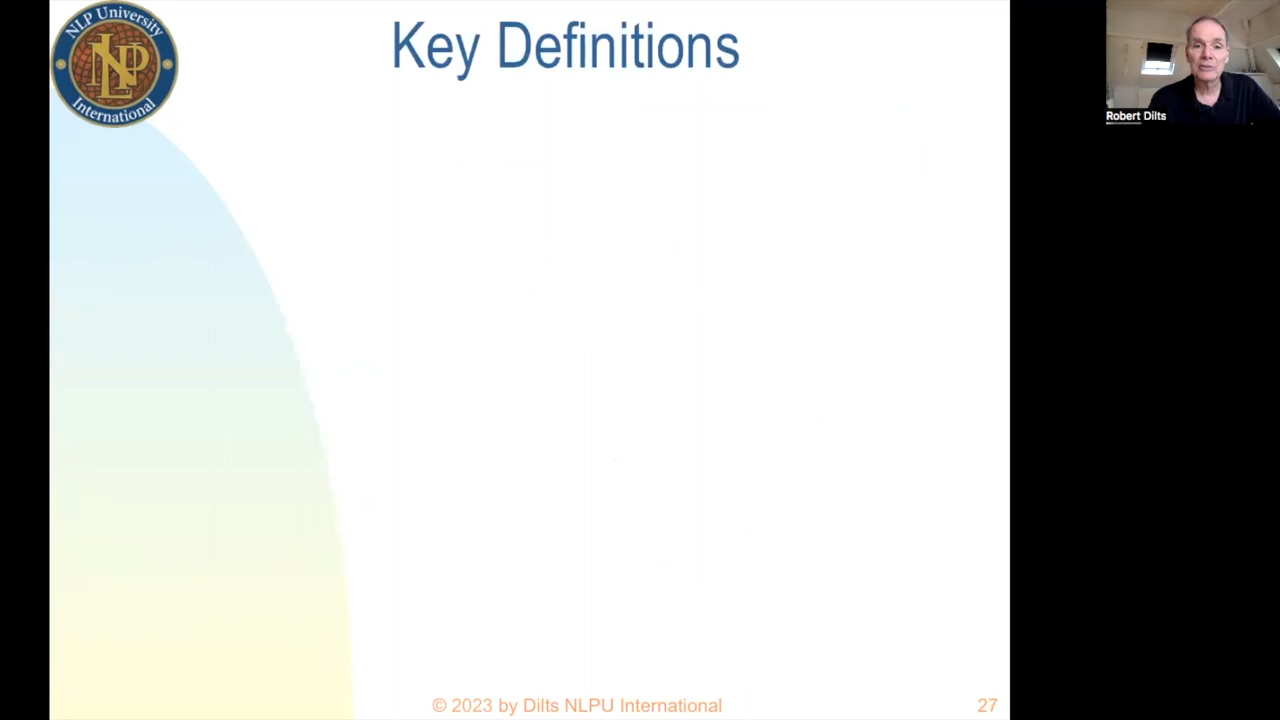 Key Definitions
NLP University
NLP
International
Robert Dilts
© 2023 by Dilts NLPU International
27